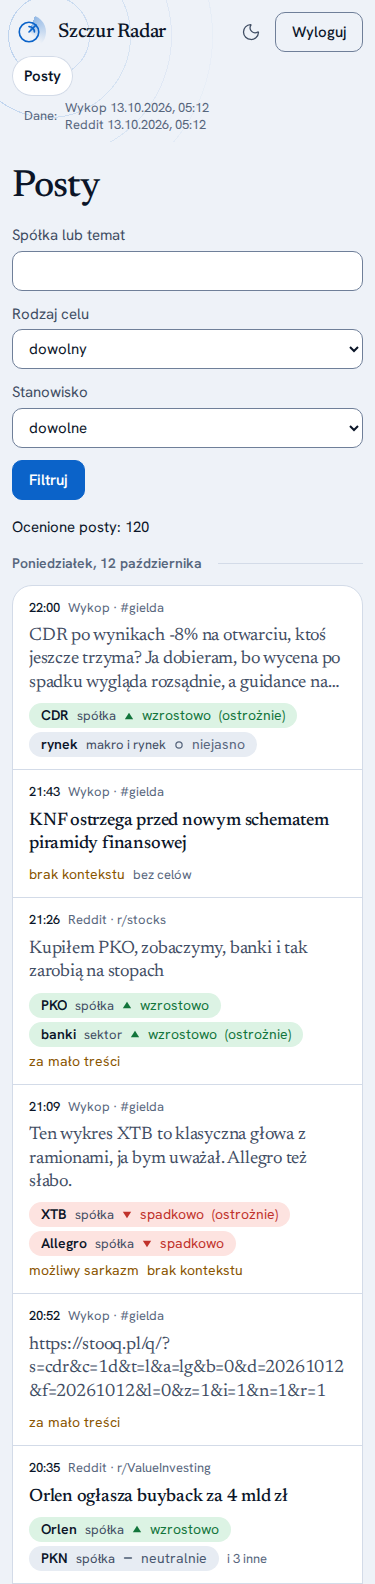 Szczur Radar
Wyloguj
Posty
Dane:
Wykop 13.10.2026, 05:12
Reddit 13.10.2026, 05:12
Posty
Spółka lub temat
Rodzaj celu
dowolny
Stanowisko
dowolne
Filtruj
Ocenione posty: 120
Poniedziałek, 12 października
22:00 Wykop · #gielda
CDR po wynikach -8% na otwarciu, ktoś
jeszcze trzyma? Ja dobieram, bo wycena po
spadku wygląda rozsądnie, a guidance na...
CDR spółka ▲ wzrostowo (ostrożnie)
rynek makro i rynek ○ niejasno
21:43 Wykop · #gielda
KNF ostrzega przed nowym schematem
piramidy finansowej
brak kontekstu bez celów
21:26 Reddit · r/stocks
Kupiłem PKO, zobaczymy, banki i tak
zarobią na stopach
PKO spółka ▲ wzrostowo
banki sektor ▲ wzrostowo (ostrożnie)
za mało treści
21:09 Wykop · #gielda
Ten wykres XTB to klasyczna głowa z
ramionami, ja bym uważał. Allegro też
słabo.
XTB spółka ▼ spadkowo (ostrożnie)
Allegro spółka ▼ spadkowo
możliwy sarkazm brak kontekstu
20:52 Wykop · #gielda
https://stooq.pl/q/?
s=cdr&c=1d&t=l&a=lg&b=0&d=20261012
&f=20261012&l=0&z=1&i=1&n=1&r=1
za mało treści
20:35 Reddit · r/ValueInvesting
Orlen ogłasza buyback za 4 mld zł
Orlen spółka ▲ wzrostowo
PKN spółka − neutralnie i 3 inne